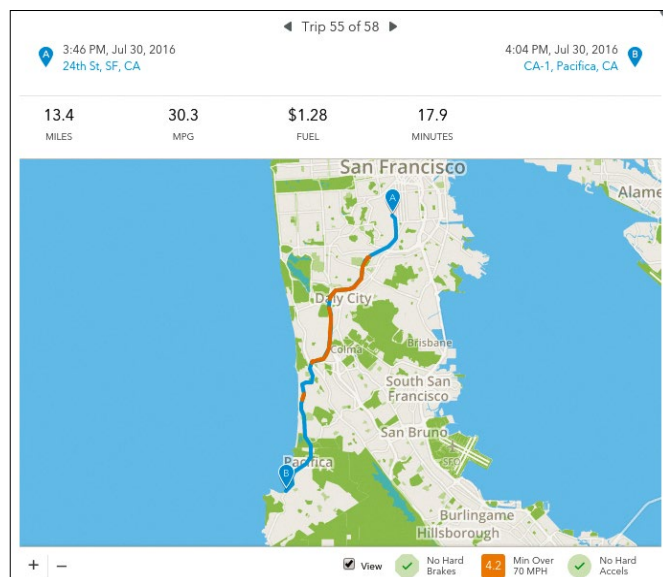 ◀ Trip 55 of 58 ▶
A 3:46 PM, Jul 30, 2016
24th St, SF, CA
4:04 PM, Jul 30, 2016 B
CA-1, Pacifica, CA
13.4 30.3 $1.28 17.9
MILES MPG FUEL MINUTES
San Francisco
Alame
A
Daly City
Colma
Brisbane
South San
Francisco
San Bruno
SFO
Pacifica
B
Burlingame
Hillsborough
+ − View
No Hard
Brakes
4.2 Min Over
70 MPH
No Hard
Accels